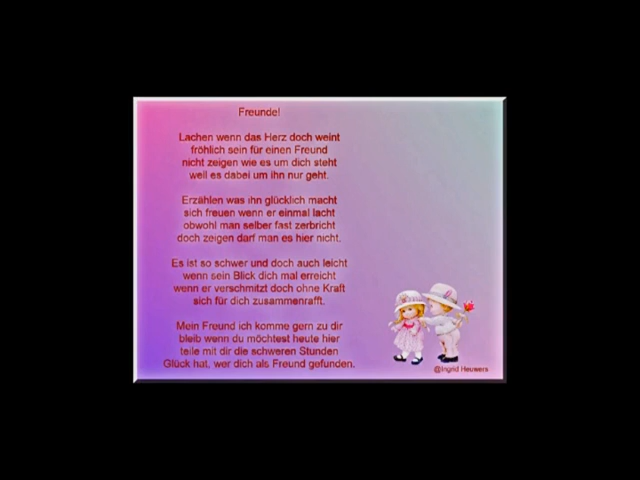 Freunde!
Lachen wenn das Herz doch weint
fröhlich sein für einen Freund
nicht zeigen wie es um dich steht
weil es dabei um ihn nur geht.
Erzählen was ihn glücklich macht
sich freuen wenn er einmal lacht
obwohl man selber fast zerbricht
doch zeigen darf man es hier nicht.
Es ist so schwer und doch auch leicht
wenn sein Blick dich mal erreicht
wenn er verschmitzt doch ohne Kraft
sich für dich zusammenrafft.
Mein Freund ich komme gern zu dir
bleib wenn du möchtest heute hier
teile mit dir die schweren Stunden
Glück hat, wer dich als Freund gefunden.
@Ingrid Heuwers